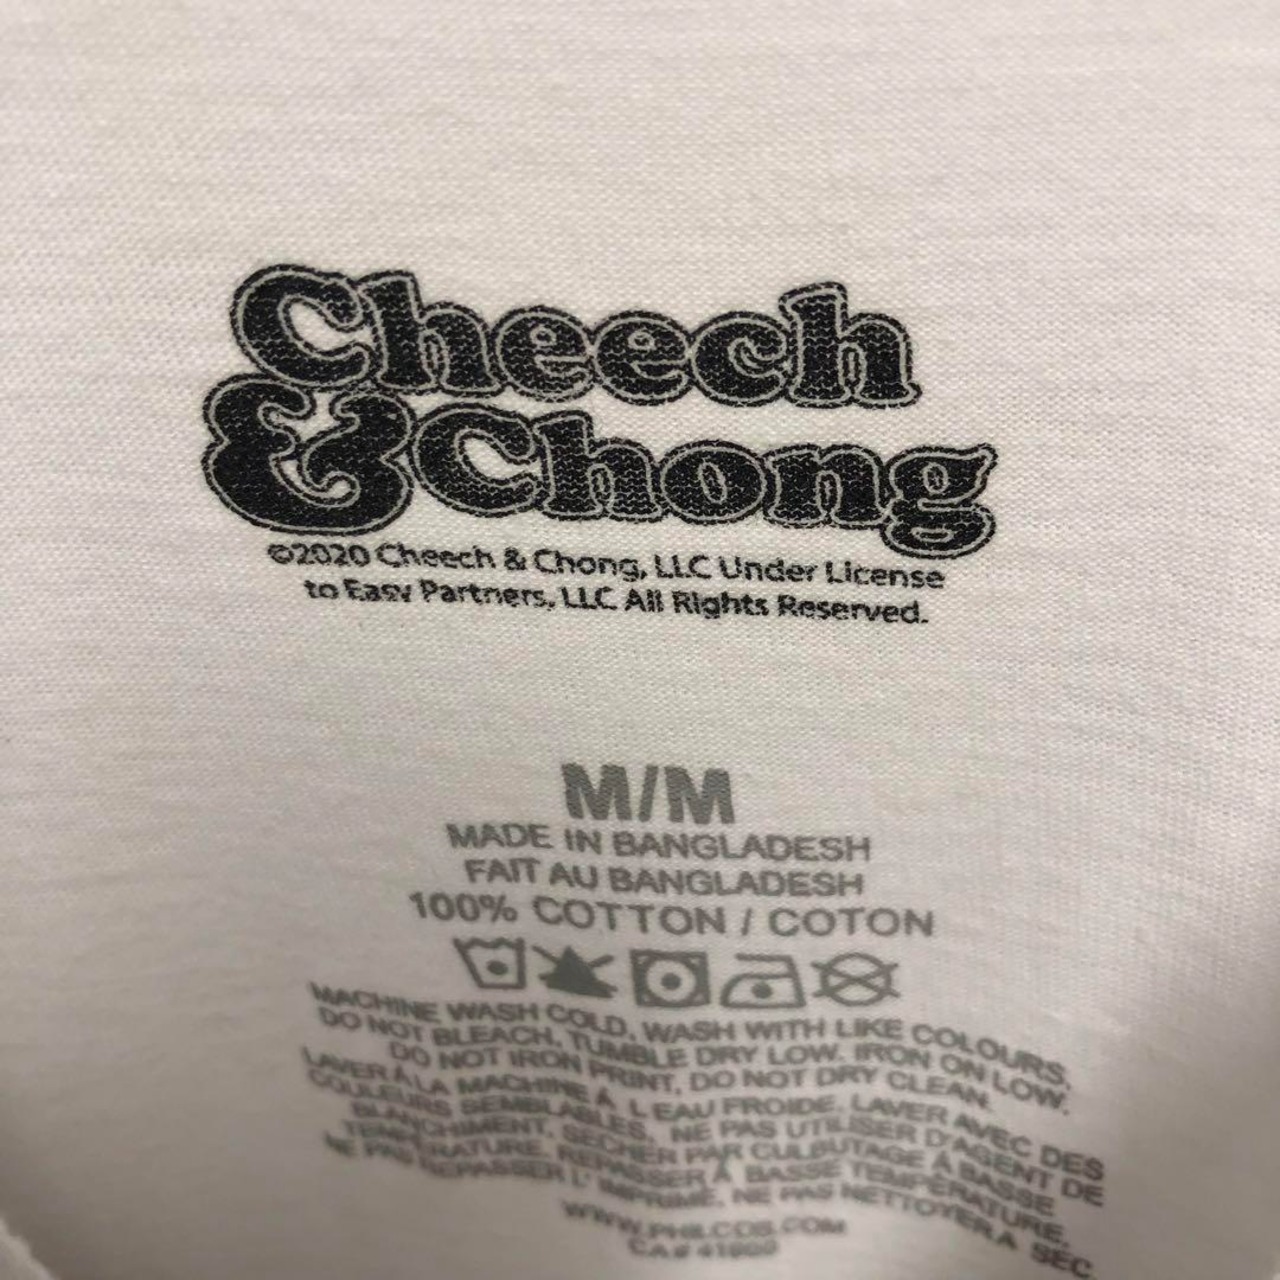 Cheech
& Chong
©2020 Cheech & Chong, LLC Under License
to Easy Partners, LLC All Rights Reserved.
M/M
MADE IN BANGLADESH
FAIT AU BANGLADESH
100% COTTON / COTON
MACHINE WASH COLD, WASH WITH LIKE COLOURS,
DO NOT BLEACH, TUMBLE DRY LOW. IRON ON LOW.
DO NOT IRON PRINT, DO NOT DRY CLEAN.
LAVER À LA MACHINE À L EAU FROIDE, LAVER AVEC DES
COULEURS SEMBLABLES, NE PAS UTILISER D'AGENT DE
BLANCHIMENT, SÉCHER PAR CULBUTAGE À BASSE
TEMPÉRATURE, REPASSER À BASSE TEMPÉRATURE.
NE PAS REPASSER L' IMPRIMÉ, NE PAS NETTOYER A SEC.
WWW.PHILCOS.COM
CA#